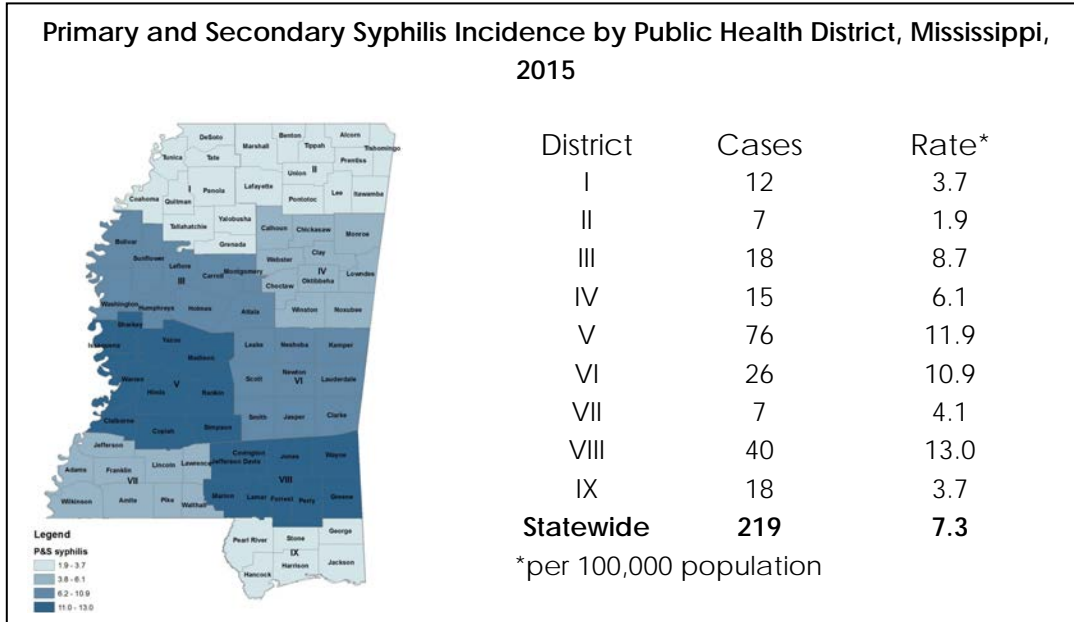 Primary and Secondary Syphilis Incidence by Public Health District, Mississippi,
2015
District Cases Rate*
I 12 3.7
II 7 1.9
III 18 8.7
IV 15 6.1
V 76 11.9
VI 26 10.9
VII 7 4.1
VIII 40 13.0
IX 18 3.7
Statewide 219 7.3
*per 100,000 population
DeSoto
Benton
Alcorn
Marshall
Tippah
Tishomingo
Tunica
Tate
Prentiss
Union
II
I
Panola
Lafayette
Lee
Itawamba
Coahoma
Quitman
Pontotoc
Yalobusha
Tallahatchie
Calhoun
Chickasaw
Monroe
Grenada
Bolivar
Sunflower
Leflore
Webster
Clay
Carroll
Montgomery
IV
Lowndes
III
Choctaw
Oktibbeha
Washington
Humphreys
Holmes
Attala
Winston
Noxubee
Sharkey
Issaquena
Yazoo
Leake
Neshoba
Kemper
Madison
Newton
Warren
V
Scott
VI
Lauderdale
Hinds
Rankin
Claiborne
Smith
Jasper
Clarke
Copiah
Simpson
Jefferson
Covington
Jones
Wayne
Lincoln
Lawrence
Jefferson Davis
Adams
Franklin
VII
VIII
Wilkinson
Amite
Pike
Walthall
Marion
Lamar
Forrest
Perry
Greene
George
Pearl River
Stone
IX
Harrison
Jackson
Hancock
Legend
P&S syphilis
1.9 - 3.7
3.8 - 6.1
6.2 - 10.9
11.0 - 13.0